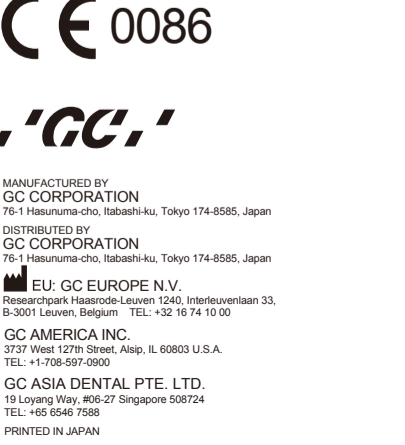 CE 0086
'GC'
MANUFACTURED BY
GC CORPORATION
76-1 Hasunuma-cho, Itabashi-ku, Tokyo 174-8585, Japan
DISTRIBUTED BY
GC CORPORATION
76-1 Hasunuma-cho, Itabashi-ku, Tokyo 174-8585, Japan
EU: GC EUROPE N.V.
Researchpark Haasrode-Leuven 1240, Interleuvenlaan 33,
B-3001 Leuven, Belgium TEL: +32 16 74 10 00
GC AMERICA INC.
3737 West 127th Street, Alsip, IL 60803 U.S.A.
TEL: +1-708-597-0900
GC ASIA DENTAL PTE. LTD.
19 Loyang Way, #06-27 Singapore 508724
TEL: +65 6546 7588
PRINTED IN JAPAN